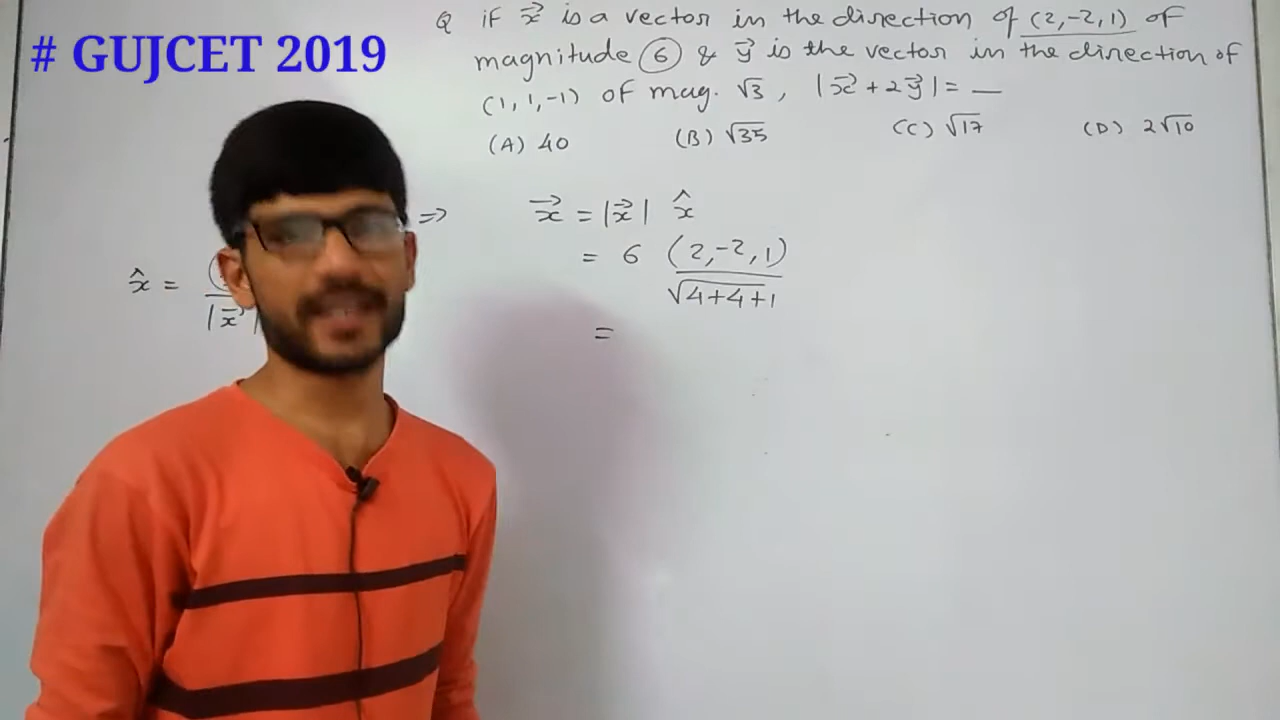 # GUJCET 2019
Q if x⃗ is a vector in the direction of (2,-2,1) of
magnitude 6 & y⃗ is the vector in the direction of
(1,1,-1) of mag. √3, |x⃗ + 2y⃗| = _
(A) 40 (B) √35 (C) √17 (D) 2√10
⇒ x⃗ = |x⃗| x̂
= 6 (2,-2,1)
√4+4+1
=
x̂ =
|x⃗|